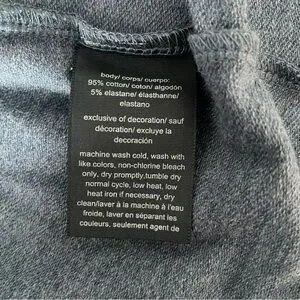 body/ corps/ cuerpo:
95% cotton/ coton/ algodón
5% elastane/ élasthanne/
elastano
exclusive of decoration/ sauf
décoration/ excluye la
decoración
machine wash cold, wash with
like colors, non-chlorine bleach
only, dry promptly,tumble dry
normal cycle, low heat, low
heat iron if necessary, dry
clean/laver à la machine à l'eau
froide, laver en séparant les
couleurs, seulement agent de